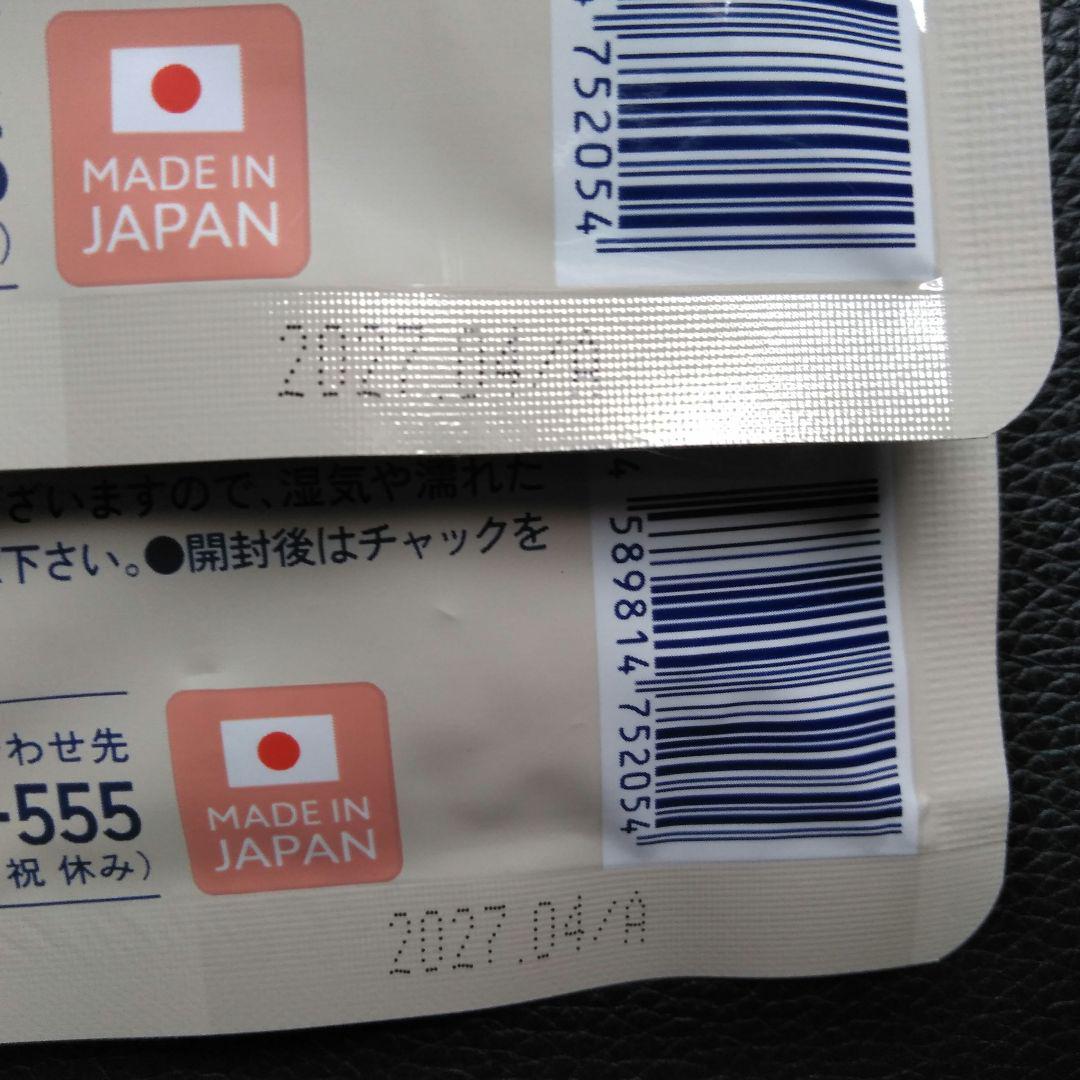 MADE IN
JAPAN
752054
2027.04/A
ざいますので、湿気や濡れた
下さい。●開封後はチャックを
わせ先
-555
祝 休み)
MADE IN
JAPAN
4 589814 752054
2027.04/A